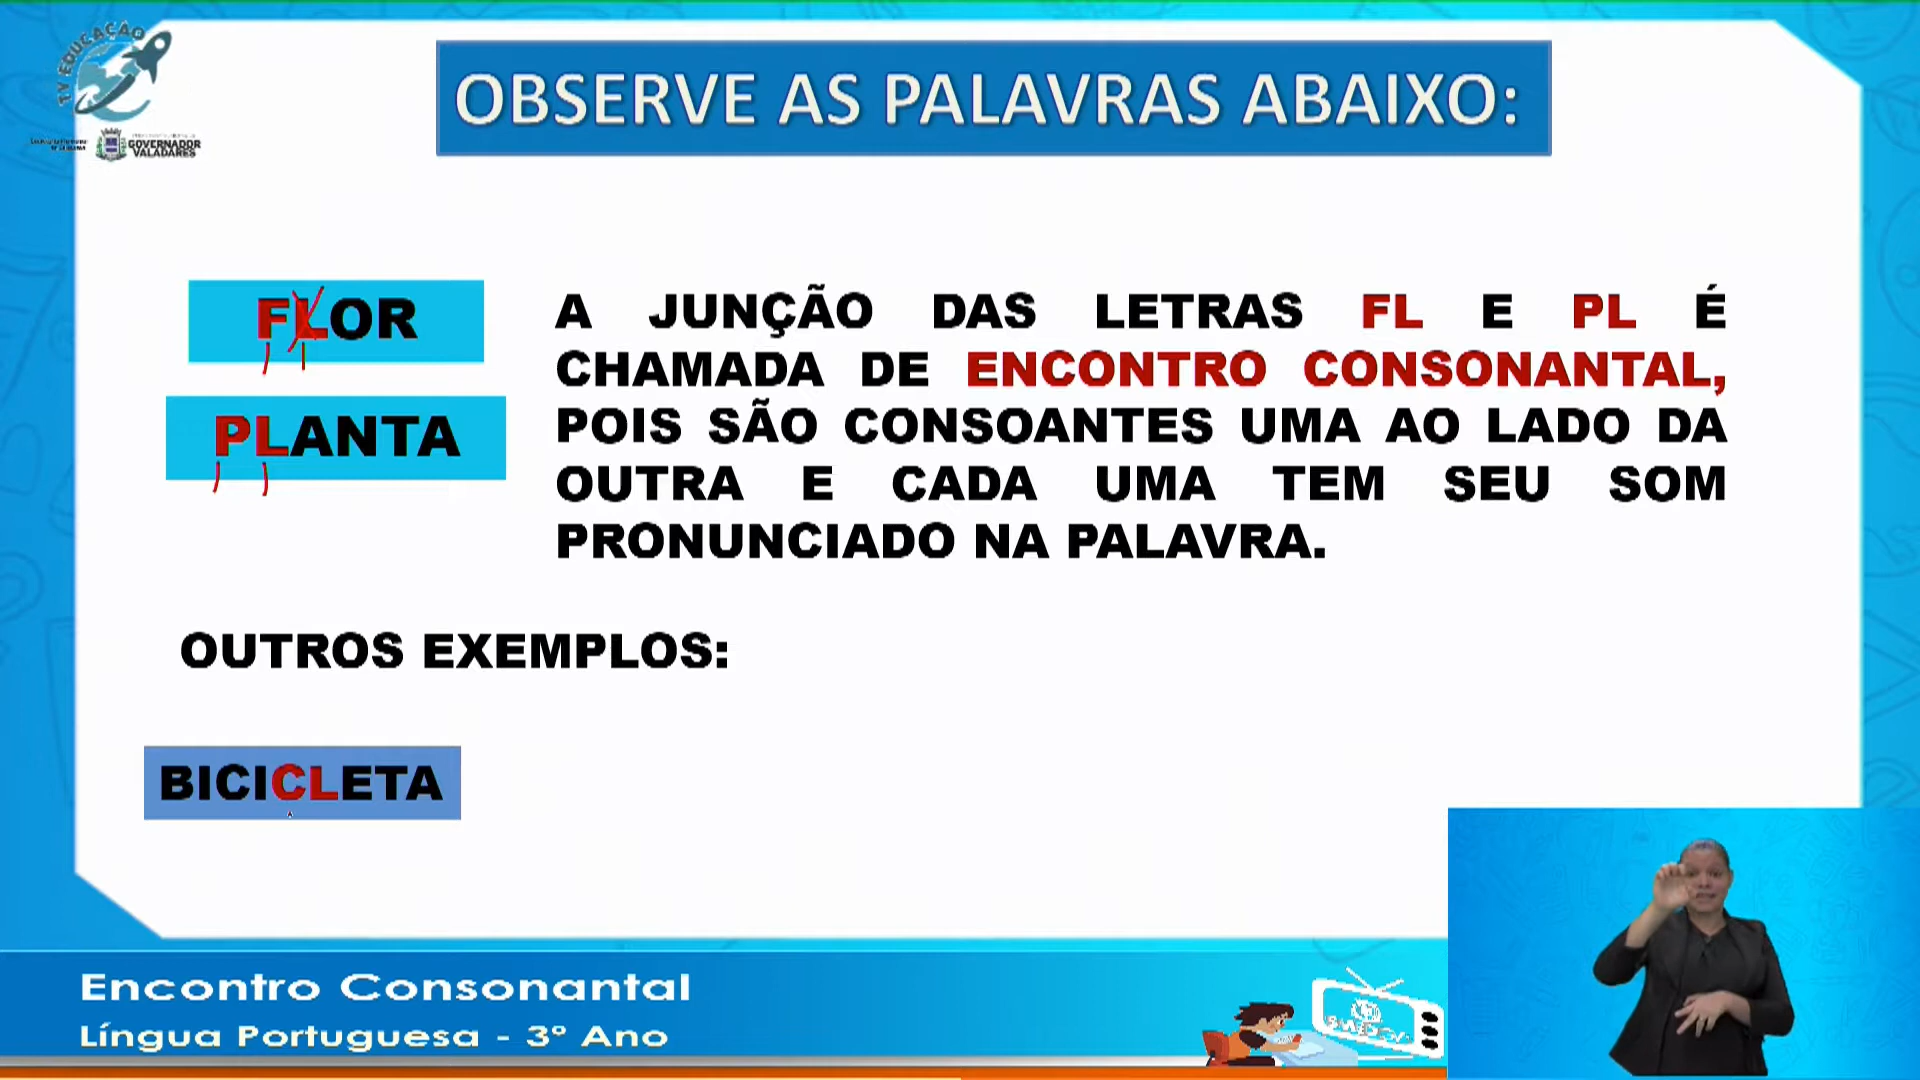 TV EDUCAÇÃO
GOVERNADOR
VALADARES
OBSERVE AS PALAVRAS ABAIXO:
FLOR
PLANTA
A JUNÇÃO DAS LETRAS FL E PL É
CHAMADA DE ENCONTRO CONSONANTAL,
POIS SÃO CONSOANTES UMA AO LADO DA
OUTRA E CADA UMA TEM SEU SOM
PRONUNCIADO NA PALAVRA.
OUTROS EXEMPLOS:
BICICLETA
Encontro Consonantal
Língua Portuguesa - 3º Ano